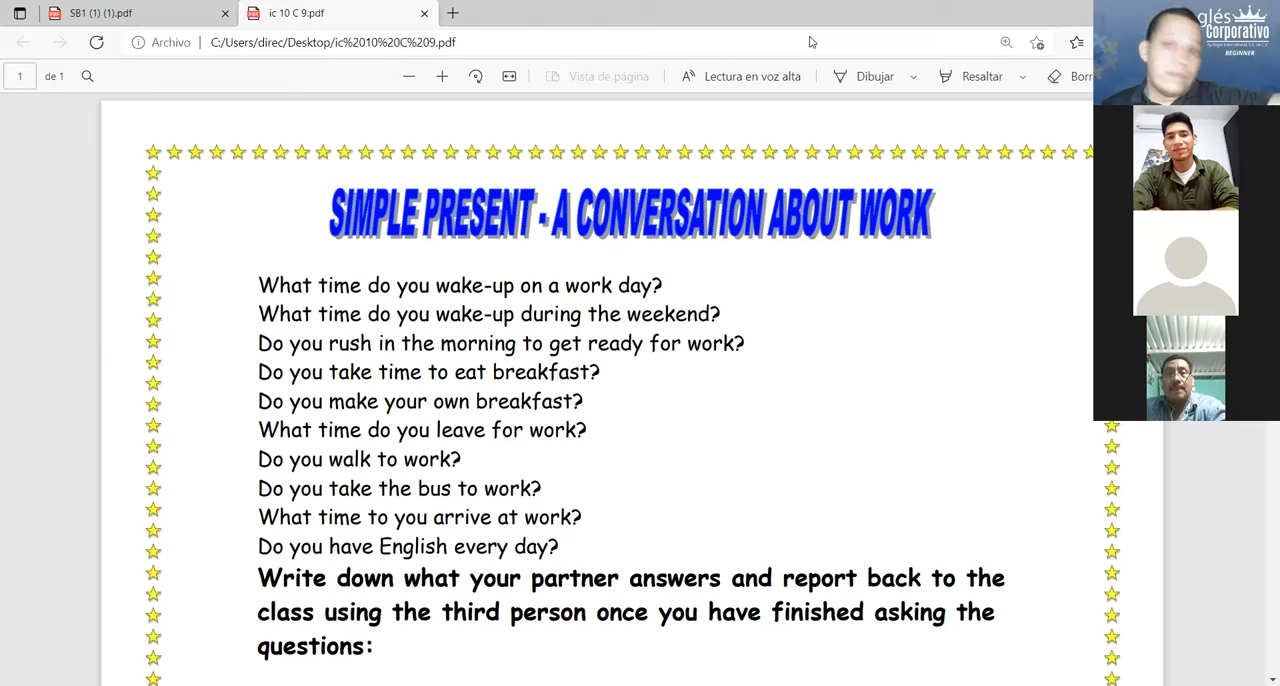 SB1 (1) (1).pdf
ic 10 C 9.pdf
Archivo
C:/Users/direc/Desktop/ic%2010%20C%209.pdf
1
de 1
Vista de página
Lectura en voz alta
Dibujar
Resaltar
SIMPLE PRESENT - A CONVERSATION ABOUT WORK
What time do you wake-up on a work day?
What time do you wake-up during the weekend?
Do you rush in the morning to get ready for work?
Do you take time to eat breakfast?
Do you make your own breakfast?
What time do you leave for work?
Do you walk to work?
Do you take the bus to work?
What time to you arrive at work?
Do you have English every day?
Write down what your partner answers and report back to the
class using the third person once you have finished asking the
questions:
glés
Corporativo
BEGINNER